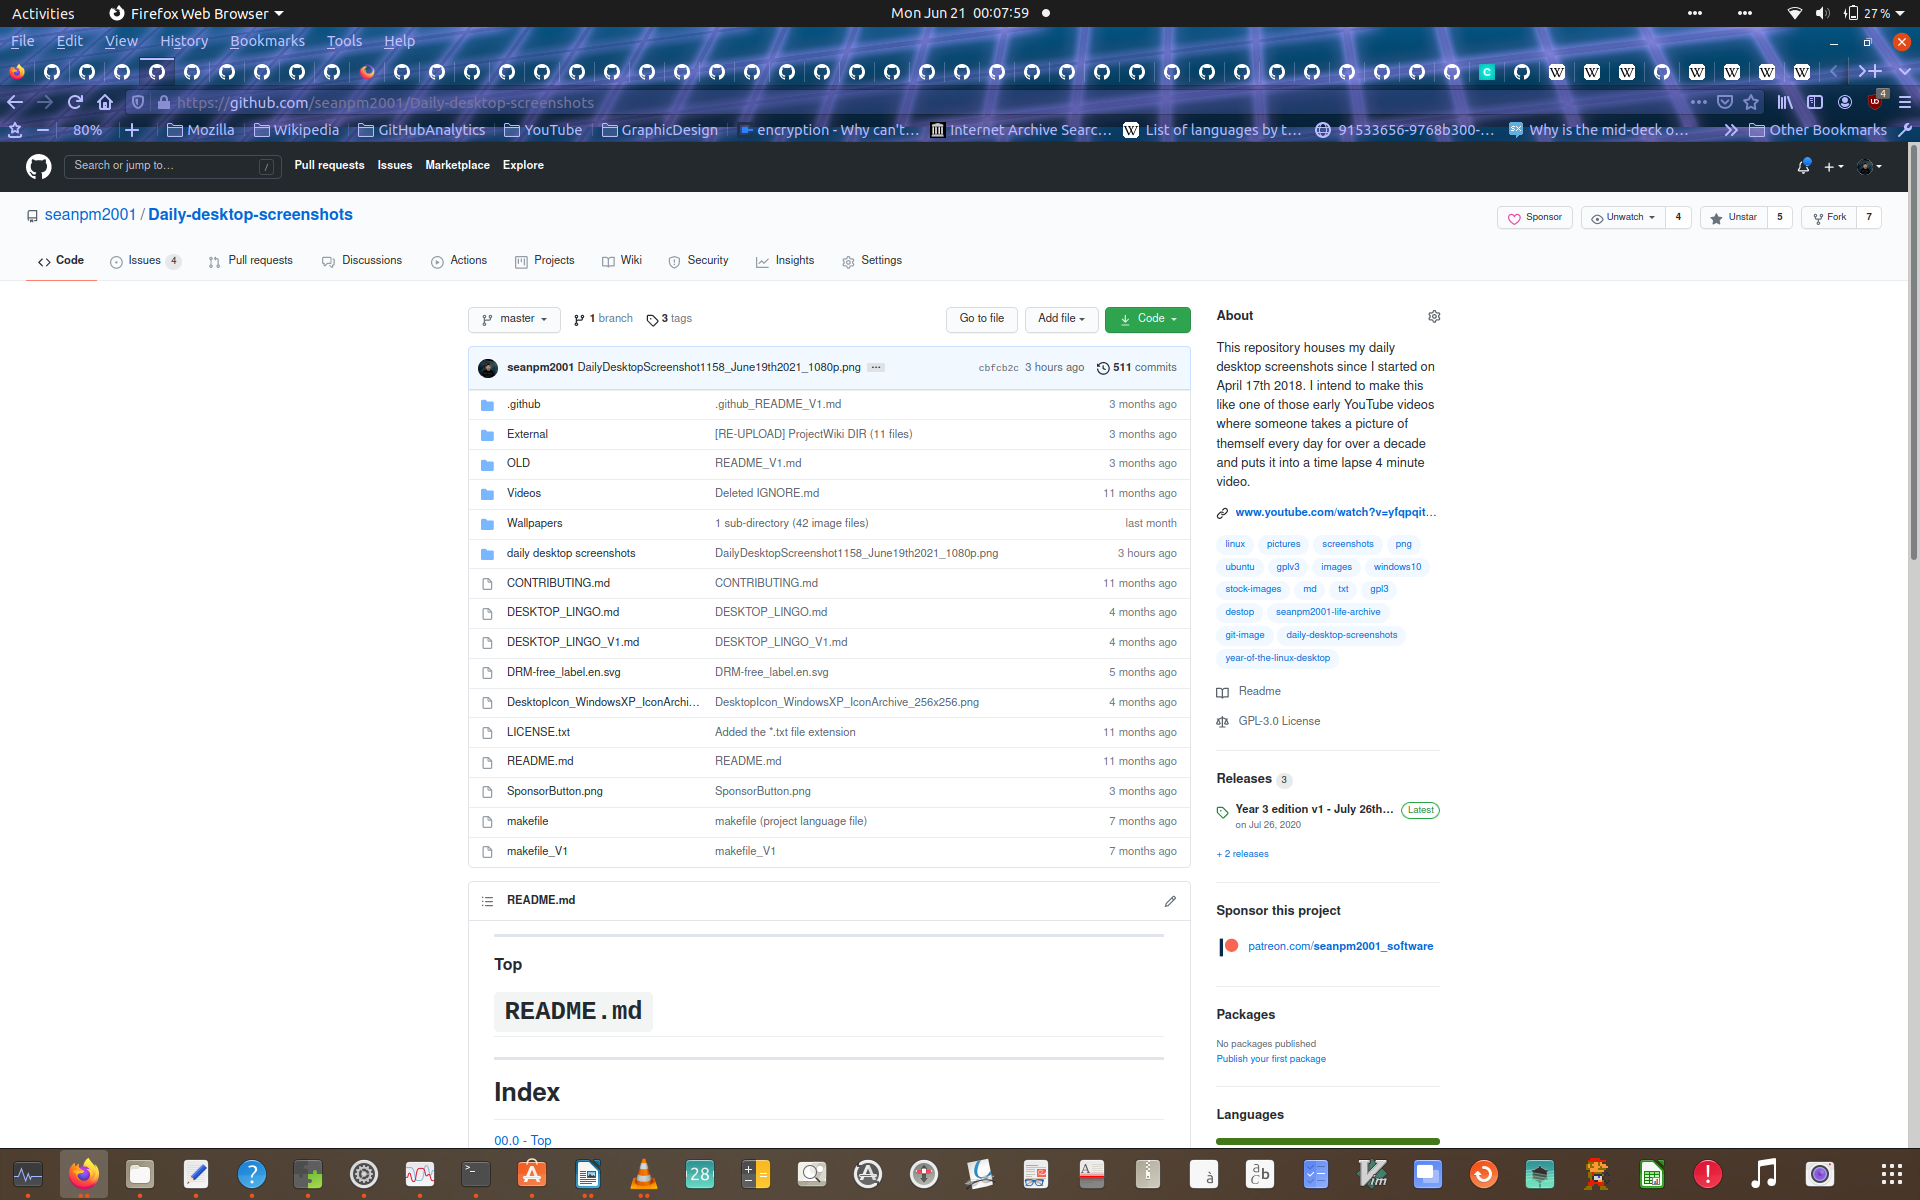 Activities Firefox Web Browser Mon Jun 21 00:07:59 27 %
File Edit View History Bookmarks Tools Help
https://github.com/seanpm2001/Daily-desktop-screenshots 4
80% Mozilla Wikipedia GitHubAnalytics YouTube GraphicDesign encryption - Why can't… Internet Archive Searc… List of languages by t… 91533656-9768b300-… Why is the mid-deck o… Other Bookmarks
Search or jump to… / Pull requests Issues Marketplace Explore
seanpm2001 / Daily-desktop-screenshots Sponsor Unwatch 4 Unstar 5 Fork 7
Code Issues 4 Pull requests Discussions Actions Projects Wiki Security Insights Settings
master 1 branch 3 tags Go to file Add file Code
seanpm2001 DailyDesktopScreenshot1158_June19th2021_1080p.png ... cbfcb2c 3 hours ago 511 commits
.github .github_README_V1.md 3 months ago
External [RE-UPLOAD] ProjectWiki DIR (11 files) 3 months ago
OLD README_V1.md 3 months ago
Videos Deleted IGNORE.md 11 months ago
Wallpapers 1 sub-directory (42 image files) last month
daily desktop screenshots DailyDesktopScreenshot1158_June19th2021_1080p.png 3 hours ago
CONTRIBUTING.md CONTRIBUTING.md 11 months ago
DESKTOP_LINGO.md DESKTOP_LINGO.md 4 months ago
DESKTOP_LINGO_V1.md DESKTOP_LINGO_V1.md 4 months ago
DRM-free_label.en.svg DRM-free_label.en.svg 5 months ago
DesktopIcon_WindowsXP_IconArchi… DesktopIcon_WindowsXP_IconArchive_256x256.png 4 months ago
LICENSE.txt Added the *.txt file extension 11 months ago
README.md README.md 11 months ago
SponsorButton.png SponsorButton.png 3 months ago
makefile makefile (project language file) 7 months ago
makefile_V1 makefile_V1 7 months ago
README.md
Top
README.md
Index
00.0 - Top
About
This repository houses my daily
desktop screenshots since I started on
April 17th 2018. I intend to make this
like one of those early YouTube videos
where someone takes a picture of
themself every day for over a decade
and puts it into a time lapse 4 minute
video.
www.youtube.com/watch?v=yfqpqit…
linux pictures screenshots png
ubuntu gplv3 images windows10
stock-images md txt gpl3
destop seanpm2001-life-archive
git-image daily-desktop-screenshots
year-of-the-linux-desktop
Readme
GPL-3.0 License
Releases 3
Year 3 edition v1 - July 26th… Latest
on Jul 26, 2020
+ 2 releases
Sponsor this project
patreon.com/seanpm2001_software
Packages
No packages published
Publish your first package
Languages
28